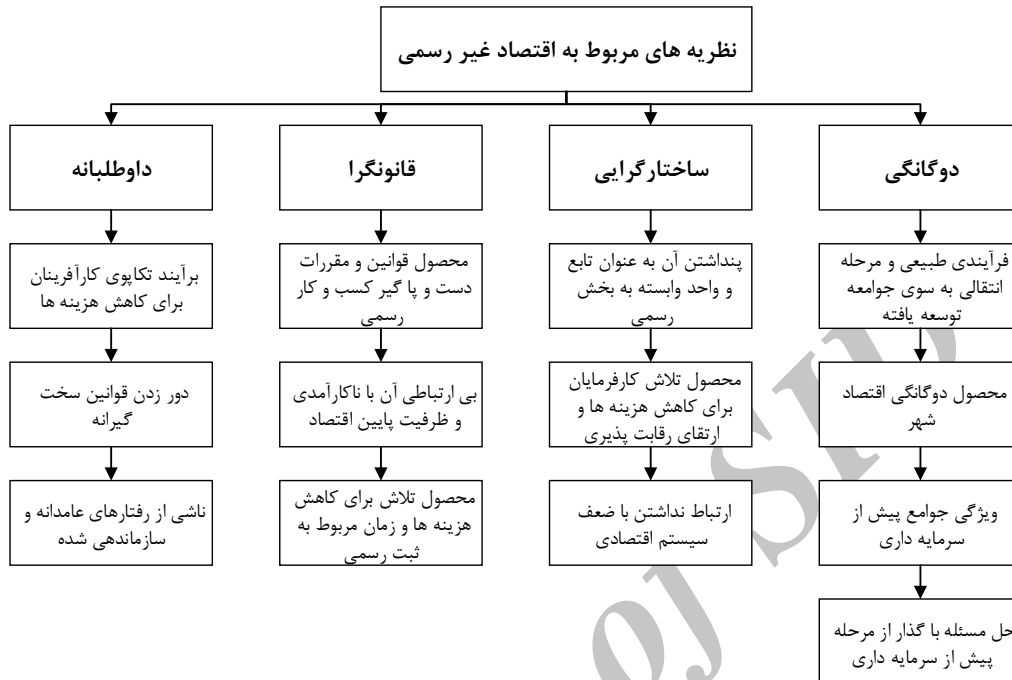 نظریه های مربوط به اقتصاد غیر رسمی
دوگانگی
فرآیندی طبیعی و مرحله
انتقالی به سوی جوامعه
توسعه یافته
محصول دوگانگی اقتصاد
شهر
ویژگی جوامع پیش از
سرمایه داری
حل مسئله با گذار از مرحله
پیش از سرمایه داری
ساختارگرایی
پنداشتن آن به عنوان تابع
و واحد وابسته به بخش
رسمی
محصول تلاش کارفرمایان
برای کاهش هزینه ها و
ارتقای رقابت پذیری
ارتباط نداشتن با ضعف
سیستم اقتصادی
قانونگرا
محصول قوانین و مقررات
دست و پا گیر کسب و کار
رسمی
بی ارتباطی آن با ناکارآمدی
و ظرفیت پایین اقتصاد
محصول تلاش برای کاهش
هزینه ها و زمان مربوط به
ثبت رسمی
داوطلبانه
برآیند تکاپوی کارآفرینان
برای کاهش هزینه ها
دور زدن قوانین سخت
گیرانه
ناشی از رفتارهای عامدانه و
سازماندهی شده